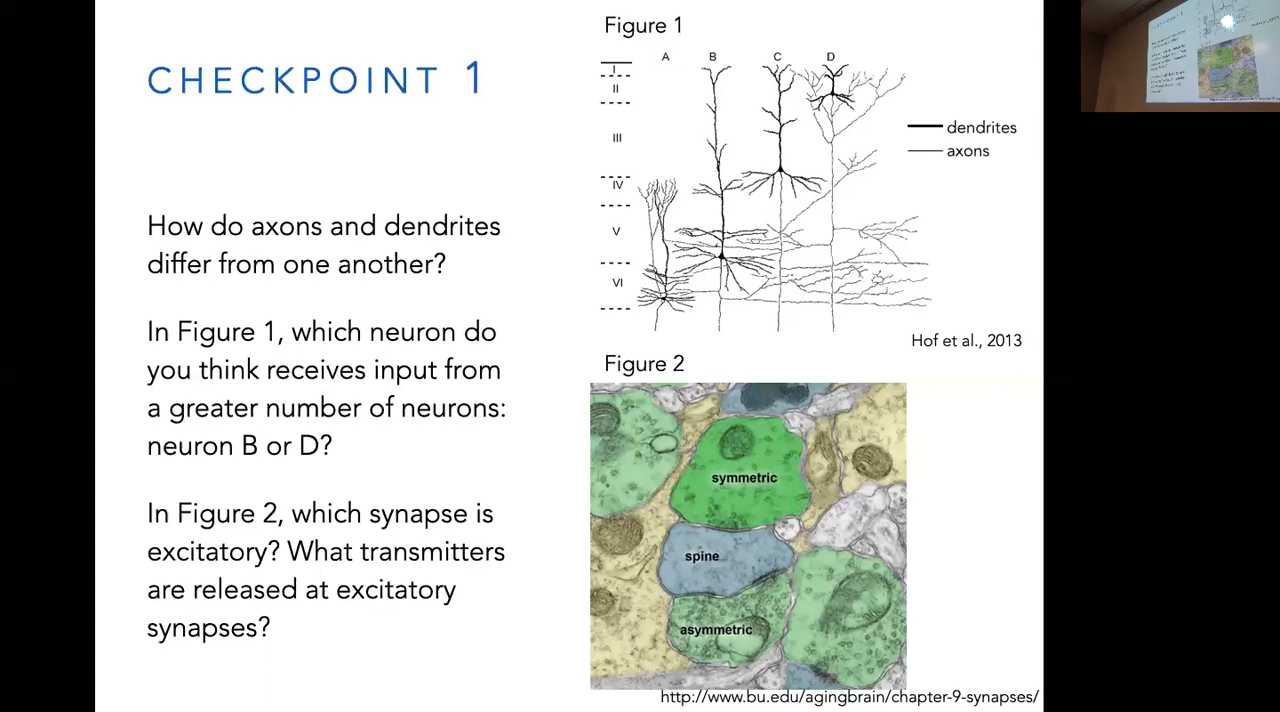 CHECKPOINT 1
How do axons and dendrites
differ from one another?
In Figure 1, which neuron do
you think receives input from
a greater number of neurons:
neuron B or D?
In Figure 2, which synapse is
excitatory? What transmitters
are released at excitatory
synapses?
Figure 1
A B C D
I
II
III
IV
V
VI
dendrites
axons
Hof et al., 2013
Figure 2
symmetric
spine
asymmetric
http://www.bu.edu/agingbrain/chapter-9-synapses/